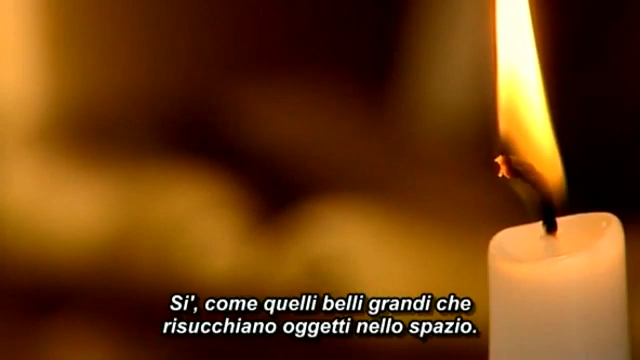 Si', come quelli belli grandi che
risucchiano oggetti nello spazio.